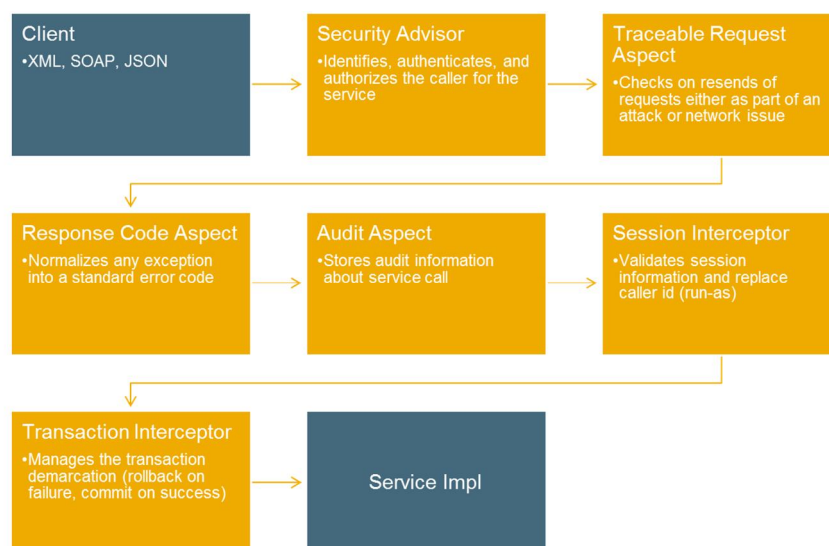 Client
•XML, SOAP, JSON
Security Advisor
•Identifies, authenticates, and
authorizes the caller for the
service
Traceable Request
Aspect
•Checks on resends of
requests either as part of an
attack or network issue
Response Code Aspect
•Normalizes any exception
into a standard error code
Audit Aspect
•Stores audit information
about service call
Session Interceptor
•Validates session
information and replace
caller id (run-as)
Transaction Interceptor
•Manages the transaction
demarcation (rollback on
failure, commit on success)
Service Impl